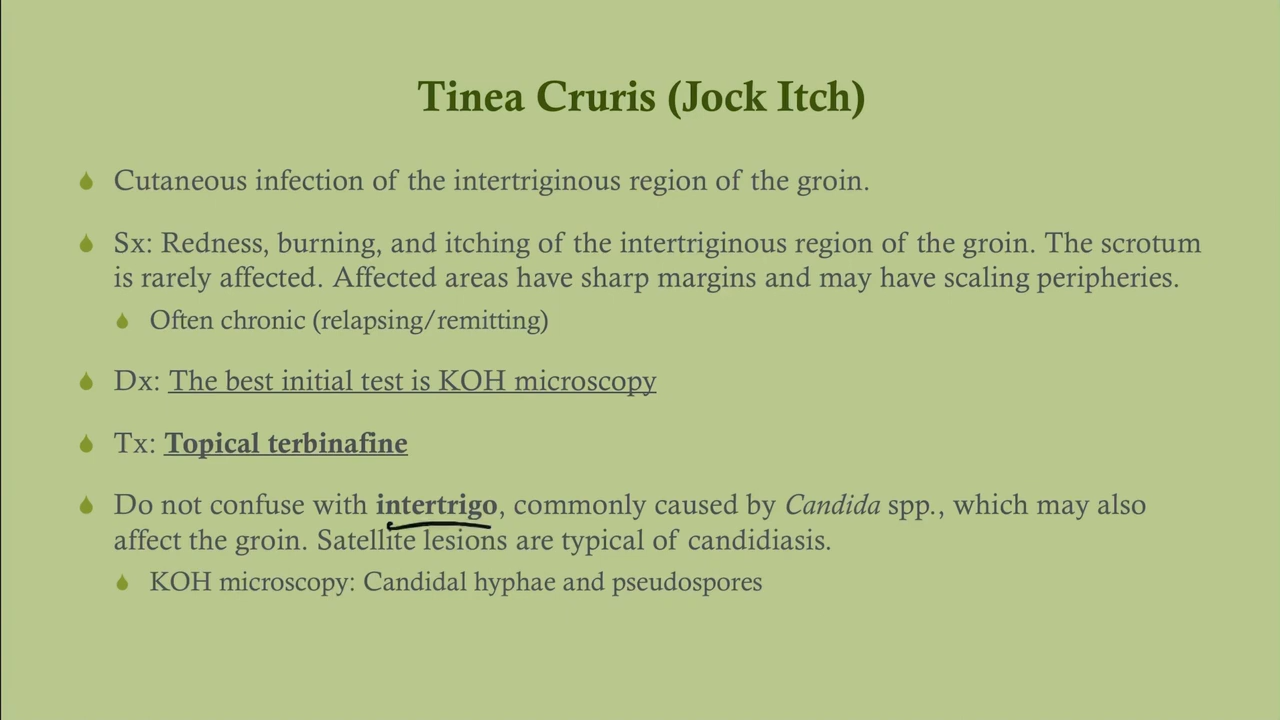 Tinea Cruris (Jock Itch)
Cutaneous infection of the intertriginous region of the groin.
Sx: Redness, burning, and itching of the intertriginous region of the groin. The scrotum
is rarely affected. Affected areas have sharp margins and may have scaling peripheries.
Often chronic (relapsing/remitting)
Dx: The best initial test is KOH microscopy
Tx: Topical terbinafine
Do not confuse with intertrigo, commonly caused by Candida spp., which may also
affect the groin. Satellite lesions are typical of candidiasis.
KOH microscopy: Candidal hyphae and pseudospores